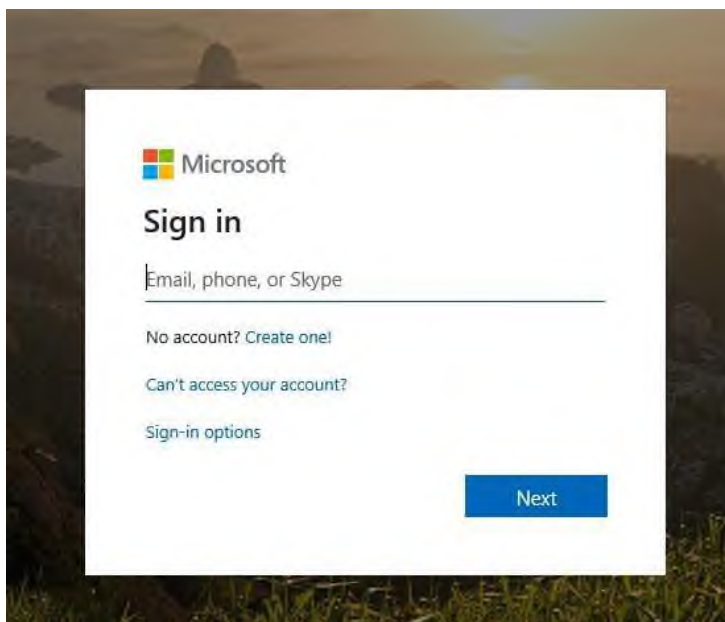 Microsoft
Sign in
Email, phone, or Skype
No account? Create one!
Can't access your account?
Sign-in options
Next